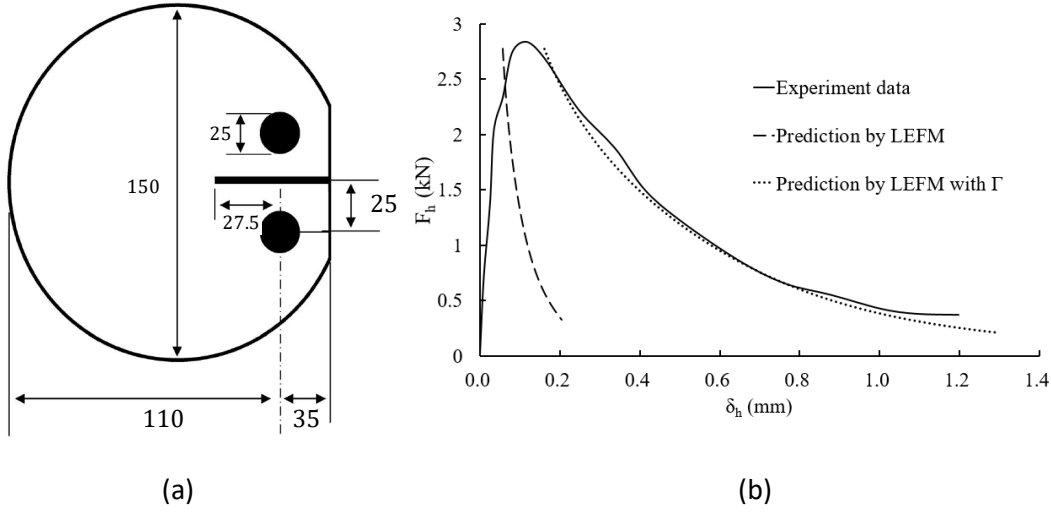 25
150
27.5
25
110
35
(a)
3
2.5
2
1.5
1
0.5
0
F_h (kN)
Experiment data
Prediction by LEFM
Prediction by LEFM with Γ
0.0 0.2 0.4 0.6 0.8 1.0 1.2 1.4
δ_h (mm)
(b)